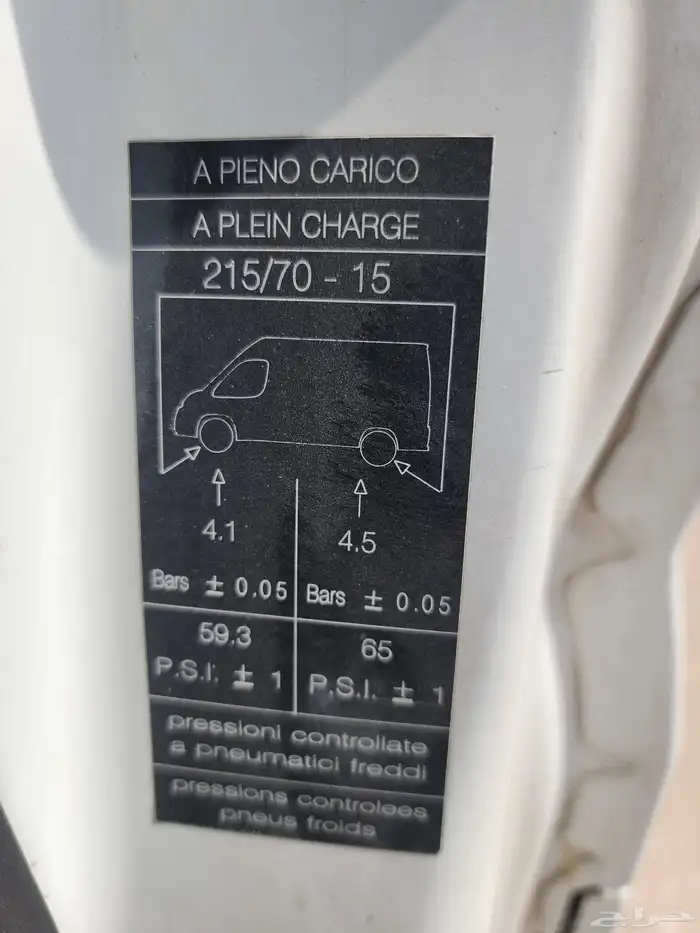 A PIENO CARICO
A PLEIN CHARGE
215/70 - 15
4.1
4.5
Bars ± 0.05
Bars ± 0.05
59.3
65
P.S.I. ± 1
P.S.I. ± 1
pressioni controllate
a pneumatici freddi
pressions controlees
pneus froids
حراج